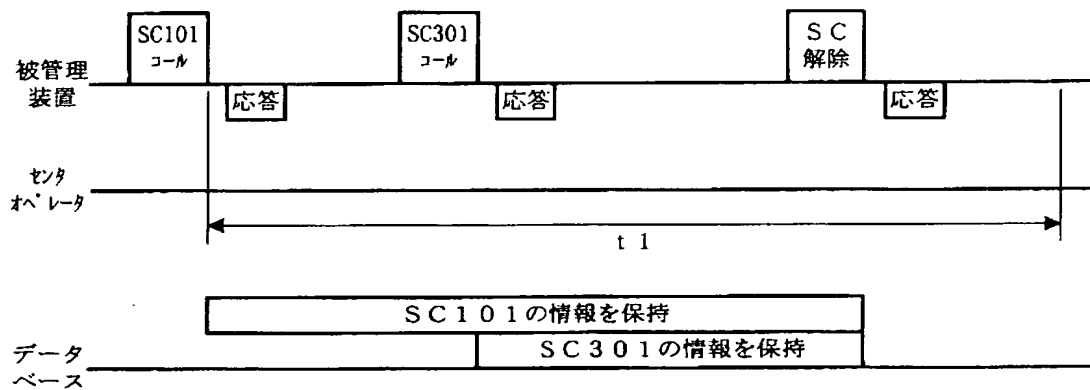 SC101
コール
SC301
コール
ＳＣ
解除
被管理
装置
応答
応答
応答
センタ
オペレータ
ｔ１
ＳＣ１０１の情報を保持
ＳＣ３０１の情報を保持
データ
ベース